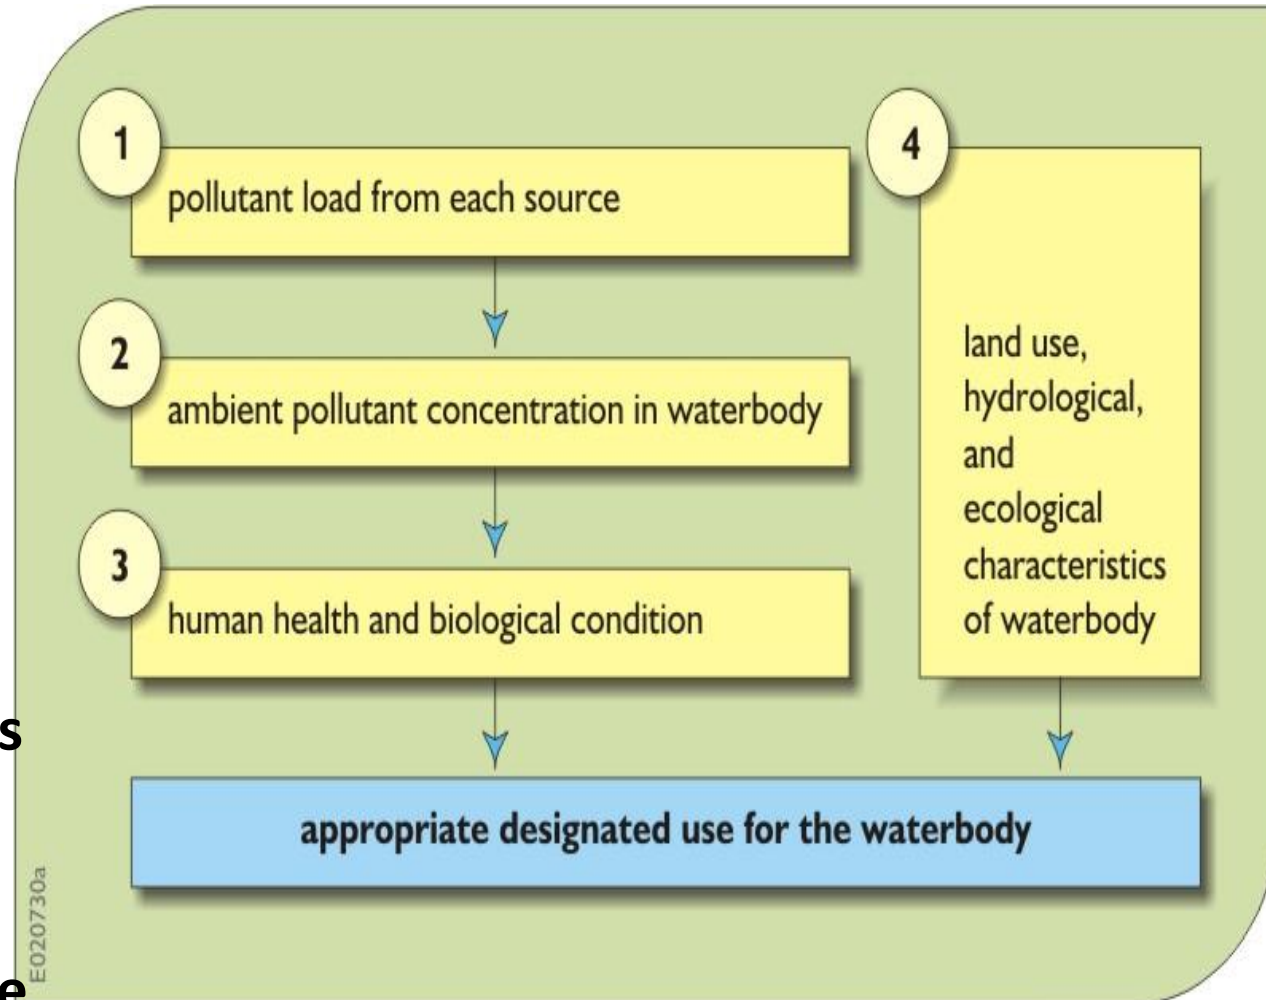 1
pollutant load from each source
2
ambient pollutant concentration in waterbody
3
human health and biological condition
4
land use,
hydrological,
and
ecological
characteristics
of waterbody
appropriate designated use for the waterbody
E020730a
s
e